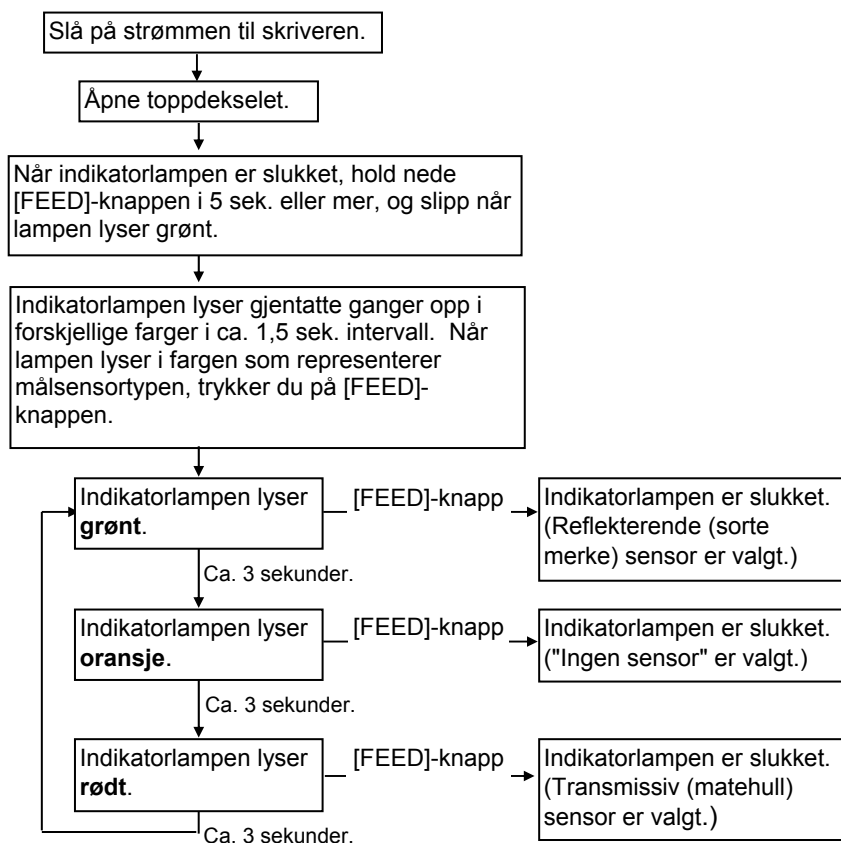 Slå på strømmen til skriveren.
Åpne toppdekselet.
Når indikatorlampen er slukket, hold nede
[FEED]-knappen i 5 sek. eller mer, og slipp når
lampen lyser grønt.
Indikatorlampen lyser gjentatte ganger opp i
forskjellige farger i ca. 1,5 sek. intervall.  Når
lampen lyser i fargen som representerer
målsensortypen, trykker du på [FEED]-
knappen.
Indikatorlampen lyser
grønt.
[FEED]-knapp
Indikatorlampen er slukket.
(Reflekterende (sorte
merke) sensor er valgt.)
Ca. 3 sekunder.
Indikatorlampen lyser
oransje.
[FEED]-knapp
Indikatorlampen er slukket.
("Ingen sensor" er valgt.)
Ca. 3 sekunder.
Indikatorlampen lyser
rødt.
[FEED]-knapp
Indikatorlampen er slukket.
(Transmissiv (matehull)
sensor er valgt.)
Ca. 3 sekunder.